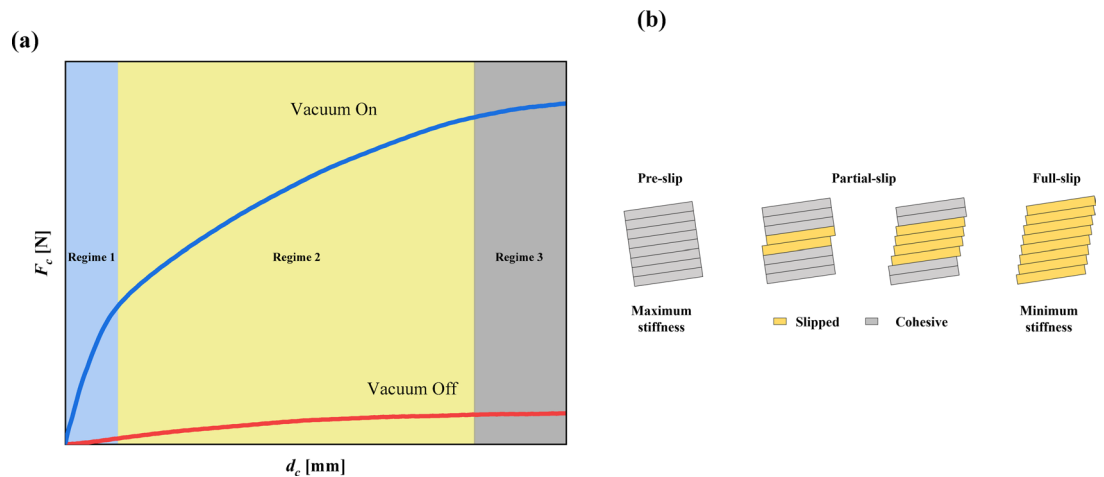 (a)
Vacuum On
Regime 1
Regime 2
Regime 3
Vacuum Off
F_c [N]
d_c [mm]
(b)
Pre-slip
Partial-slip
Full-slip
Maximum
stiffness
Slipped
Cohesive
Minimum
stiffness